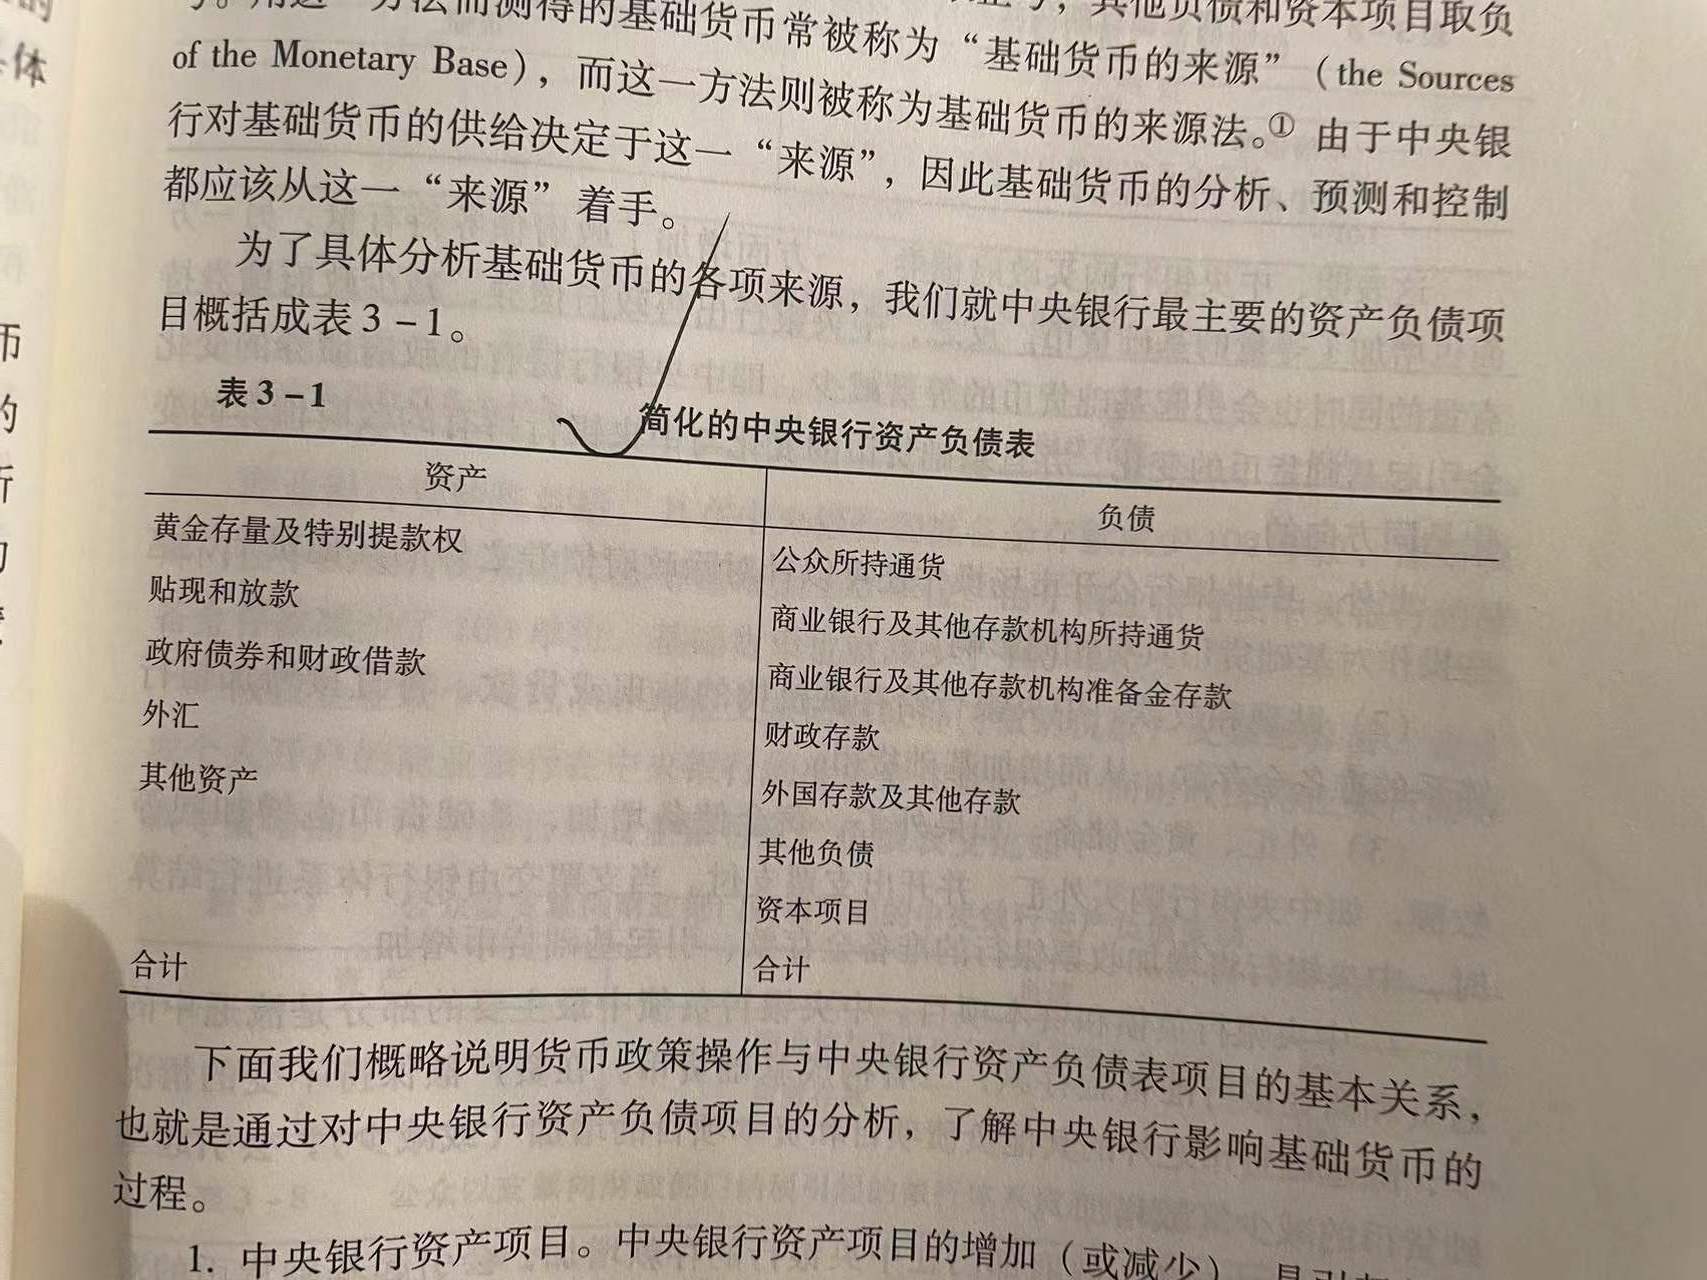 号。用这一方法而测得的基础货币常被称为“基础货币的来源”（the Sources
其他负债和资本项目取负
of the Monetary Base），而这一方法则被称为基础货币的来源法。① 由于中央银
行对基础货币的供给决定于这一“来源”，因此基础货币的分析、预测和控制
都应该从这一“来源”着手。
为了具体分析基础货币的各项来源，我们就中央银行最主要的资产负债项
目概括成表3－1。
表3－1
简化的中央银行资产负债表
资产
负债
黄金存量及特别提款权
公众所持通货
贴现和放款
商业银行及其他存款机构所持通货
政府债券和财政借款
商业银行及其他存款机构准备金存款
外汇
财政存款
其他资产
外国存款及其他存款
其他负债
资本项目
合计
合计
下面我们概略说明货币政策操作与中央银行资产负债表项目的基本关系，
也就是通过对中央银行资产负债项目的分析，了解中央银行影响基础货币的
过程。
1. 中央银行资产项目。中央银行资产项目的增加（或减少），是引